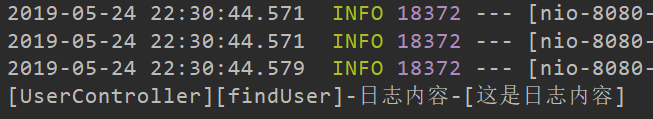 2019-05-24 22:30:44.571  INFO 18372 --- [nio-8080-
2019-05-24 22:30:44.571  INFO 18372 --- [nio-8080-
2019-05-24 22:30:44.579  INFO 18372 --- [nio-8080-
[UserController][findUser]-日志内容-[这是日志内容]